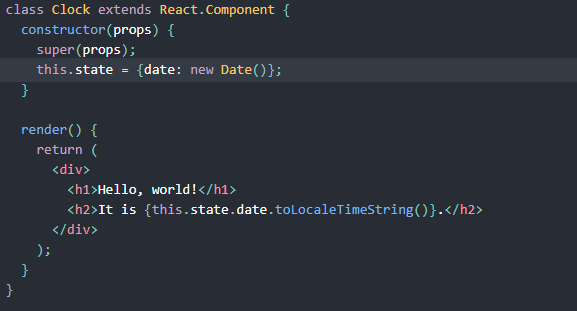 class Clock extends React.Component {
  constructor(props) {
    super(props);
    this.state = {date: new Date()};
  }

  render() {
    return (
      <div>
        <h1>Hello, world!</h1>
        <h2>It is {this.state.date.toLocaleTimeString()}.</h2>
      </div>
    );
  }
}